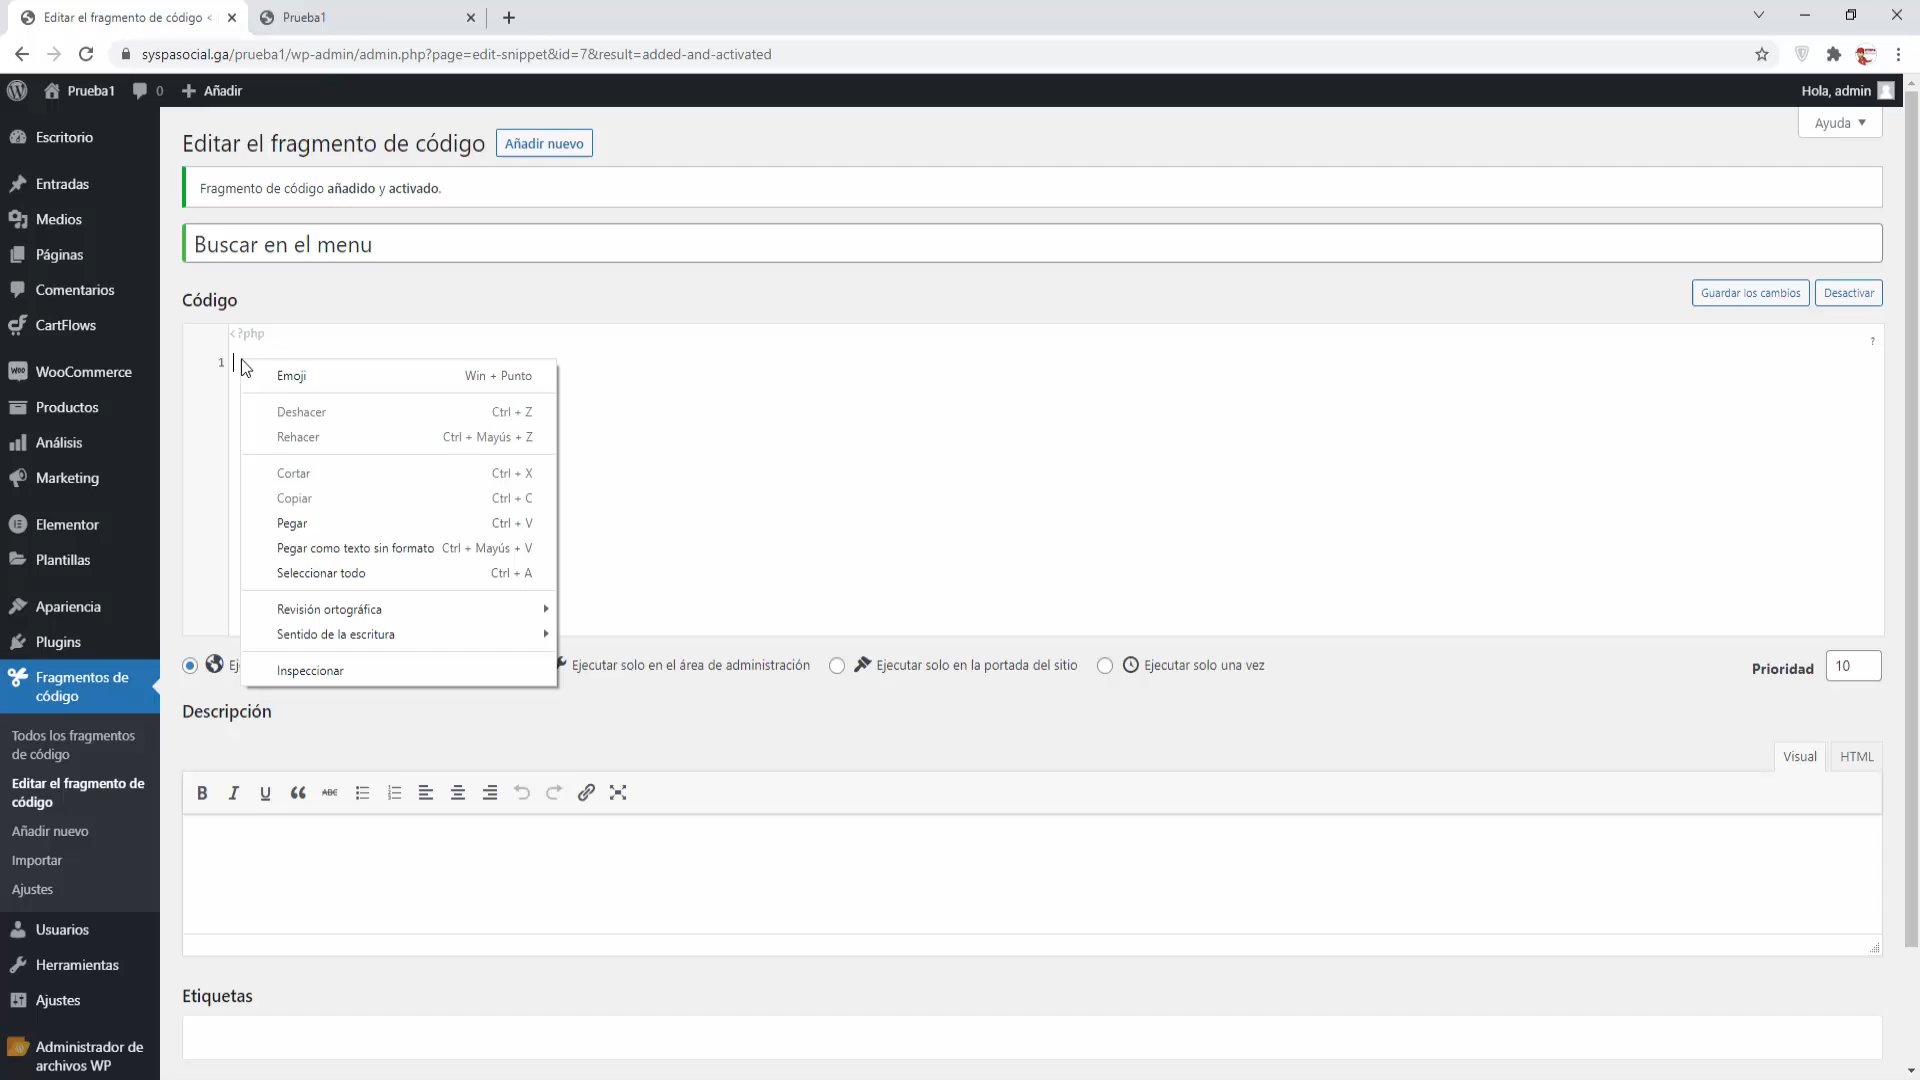 Editar el fragmento de código <
Prueba1
syspasocial.ga/prueba1/wp-admin/admin.php?page=edit-snippet&id=7&result=added-and-activated
Prueba1
0
Añadir
Hola, admin
Ayuda
Escritorio
Entradas
Medios
Páginas
Comentarios
CartFlows
WooCommerce
Productos
Análisis
Marketing
Elementor
Plantillas
Apariencia
Plugins
Fragmentos de
código
Todos los fragmentos
de código
Editar el fragmento de
código
Añadir nuevo
Importar
Ajustes
Usuarios
Herramientas
Ajustes
Administrador de
archivos WP
Editar el fragmento de código
Añadir nuevo
Fragmento de código añadido y activado.
Buscar en el menu
Código
Guardar los cambios
Desactivar
<?php
?
1
Emoji Win + Punto
Deshacer Ctrl + Z
Rehacer Ctrl + Mayús + Z
Cortar Ctrl + X
Copiar Ctrl + C
Pegar Ctrl + V
Pegar como texto sin formato Ctrl + Mayús + V
Seleccionar todo Ctrl + A
Revisión ortográfica
Sentido de la escritura
Inspeccionar
Ejecutar solo en el área de administración
Ejecutar solo en la portada del sitio
Ejecutar solo una vez
Prioridad
10
Descripción
Visual
HTML
B I U ABC
Etiquetas